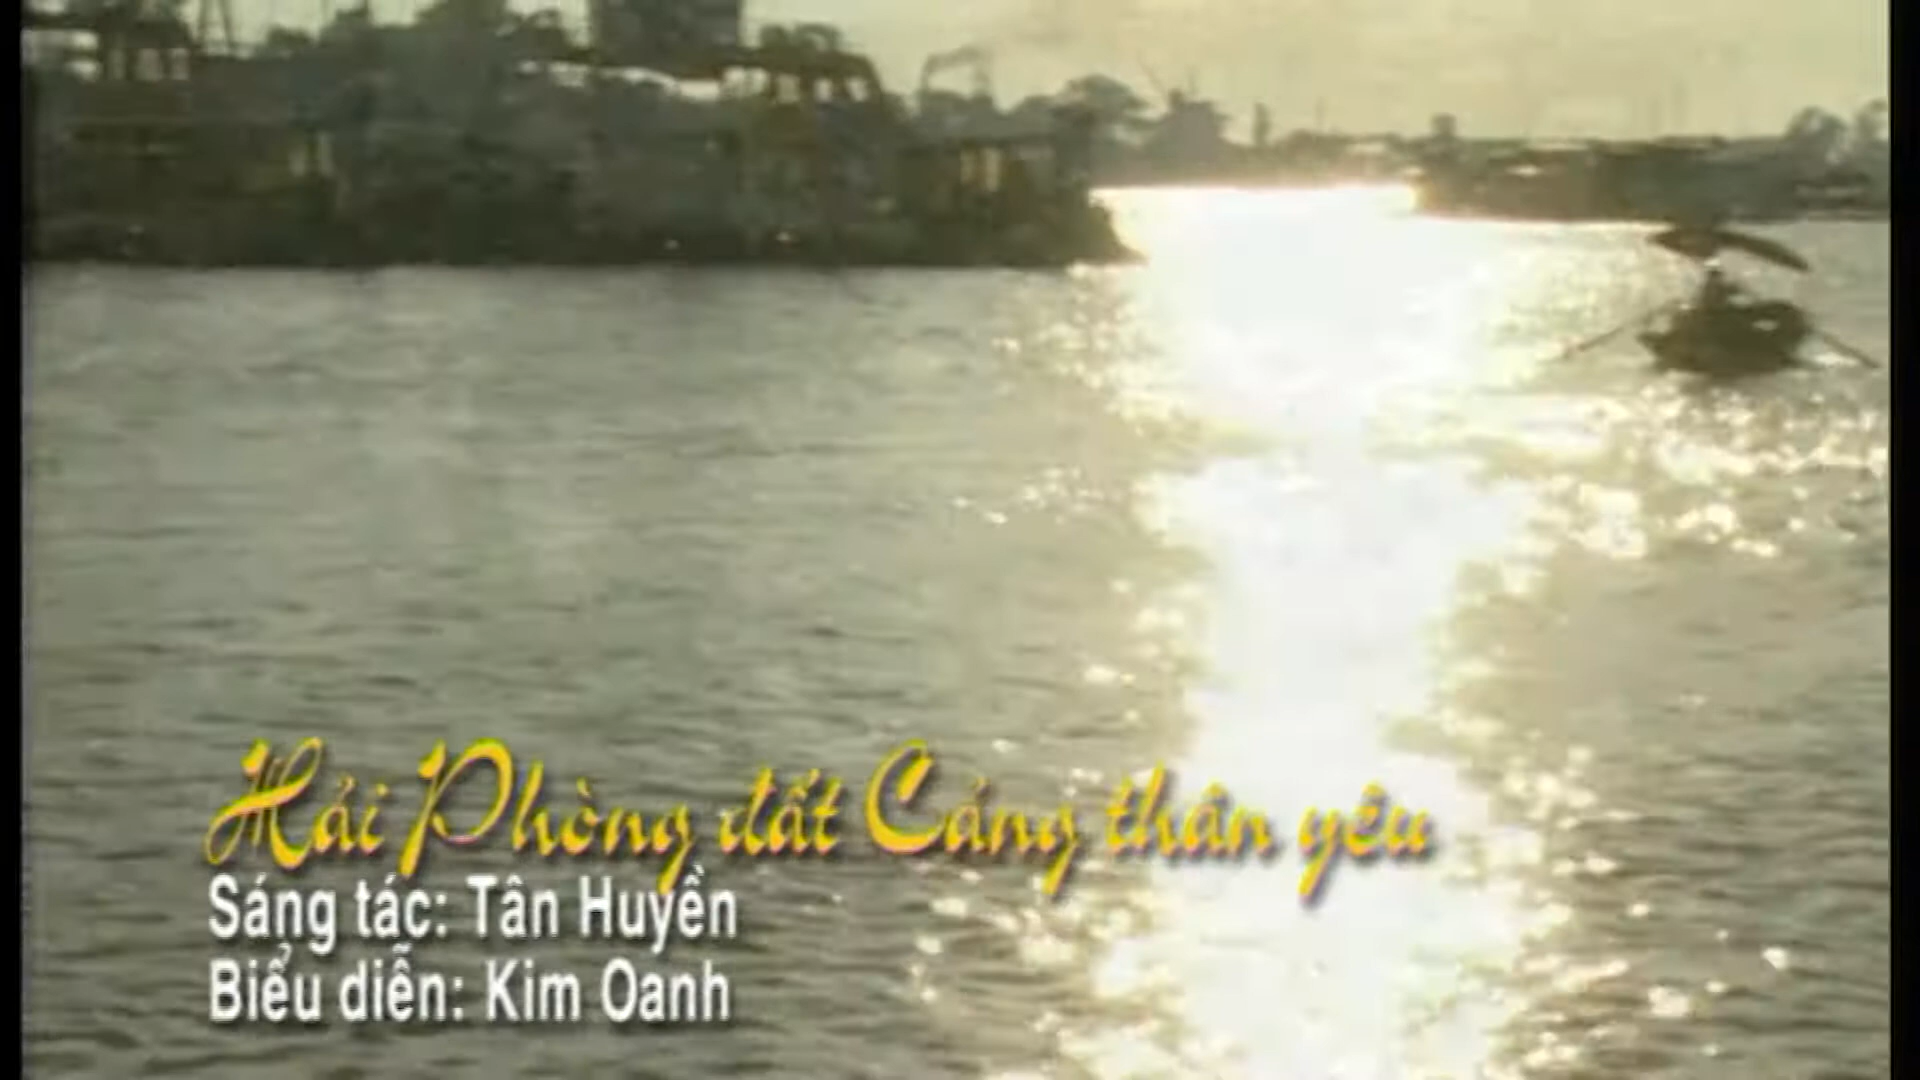 Hải Phòng đất Cảng thân yêu
Sáng tác: Tân Huyền
Biểu diễn: Kim Oanh